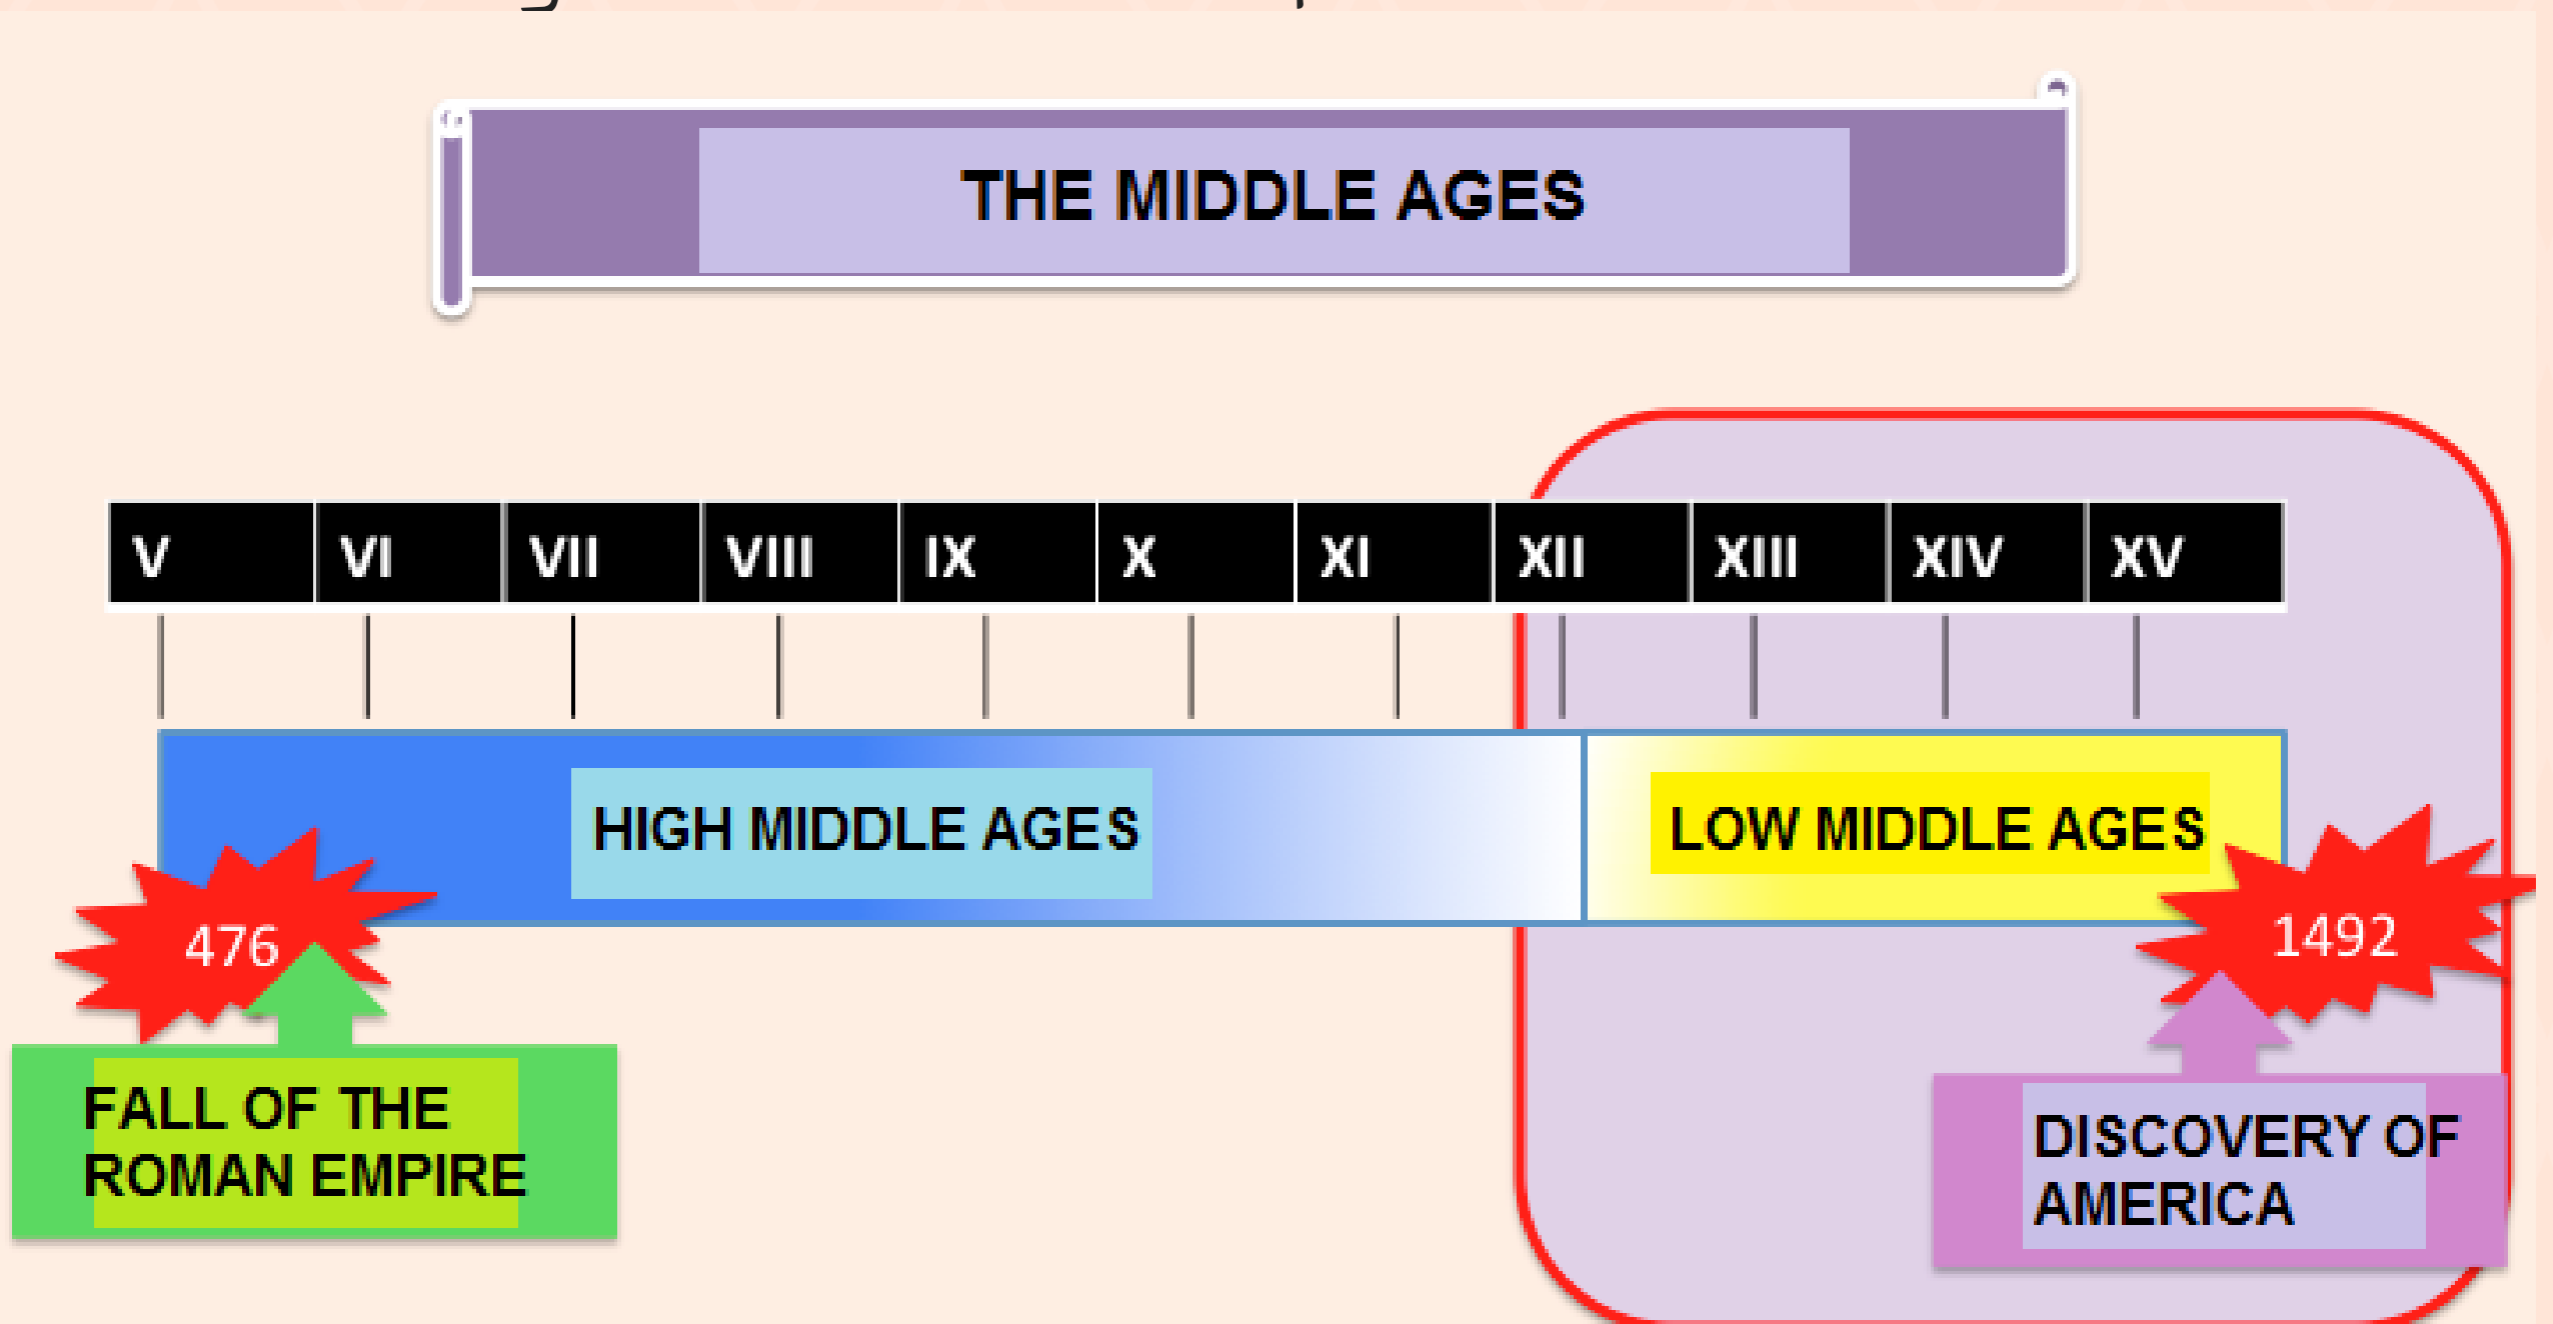 THE MIDDLE AGES
V VI VII VIII IX X XI XII XIII XIV XV
HIGH MIDDLE AGES LOW MIDDLE AGES
476
1492
FALL OF THE
ROMAN EMPIRE
DISCOVERY OF
AMERICA